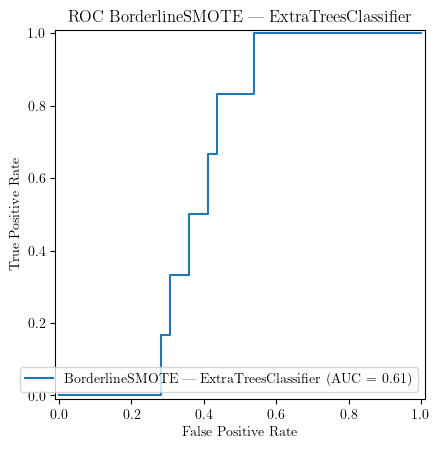 ROC BorderlineSMOTE — ExtraTreesClassifier
1.0
0.8
0.6
0.4
0.2
0.0
True Positive Rate
BorderlineSMOTE — ExtraTreesClassifier (AUC = 0.61)
0.0 0.2 0.4 0.6 0.8 1.0
False Positive Rate